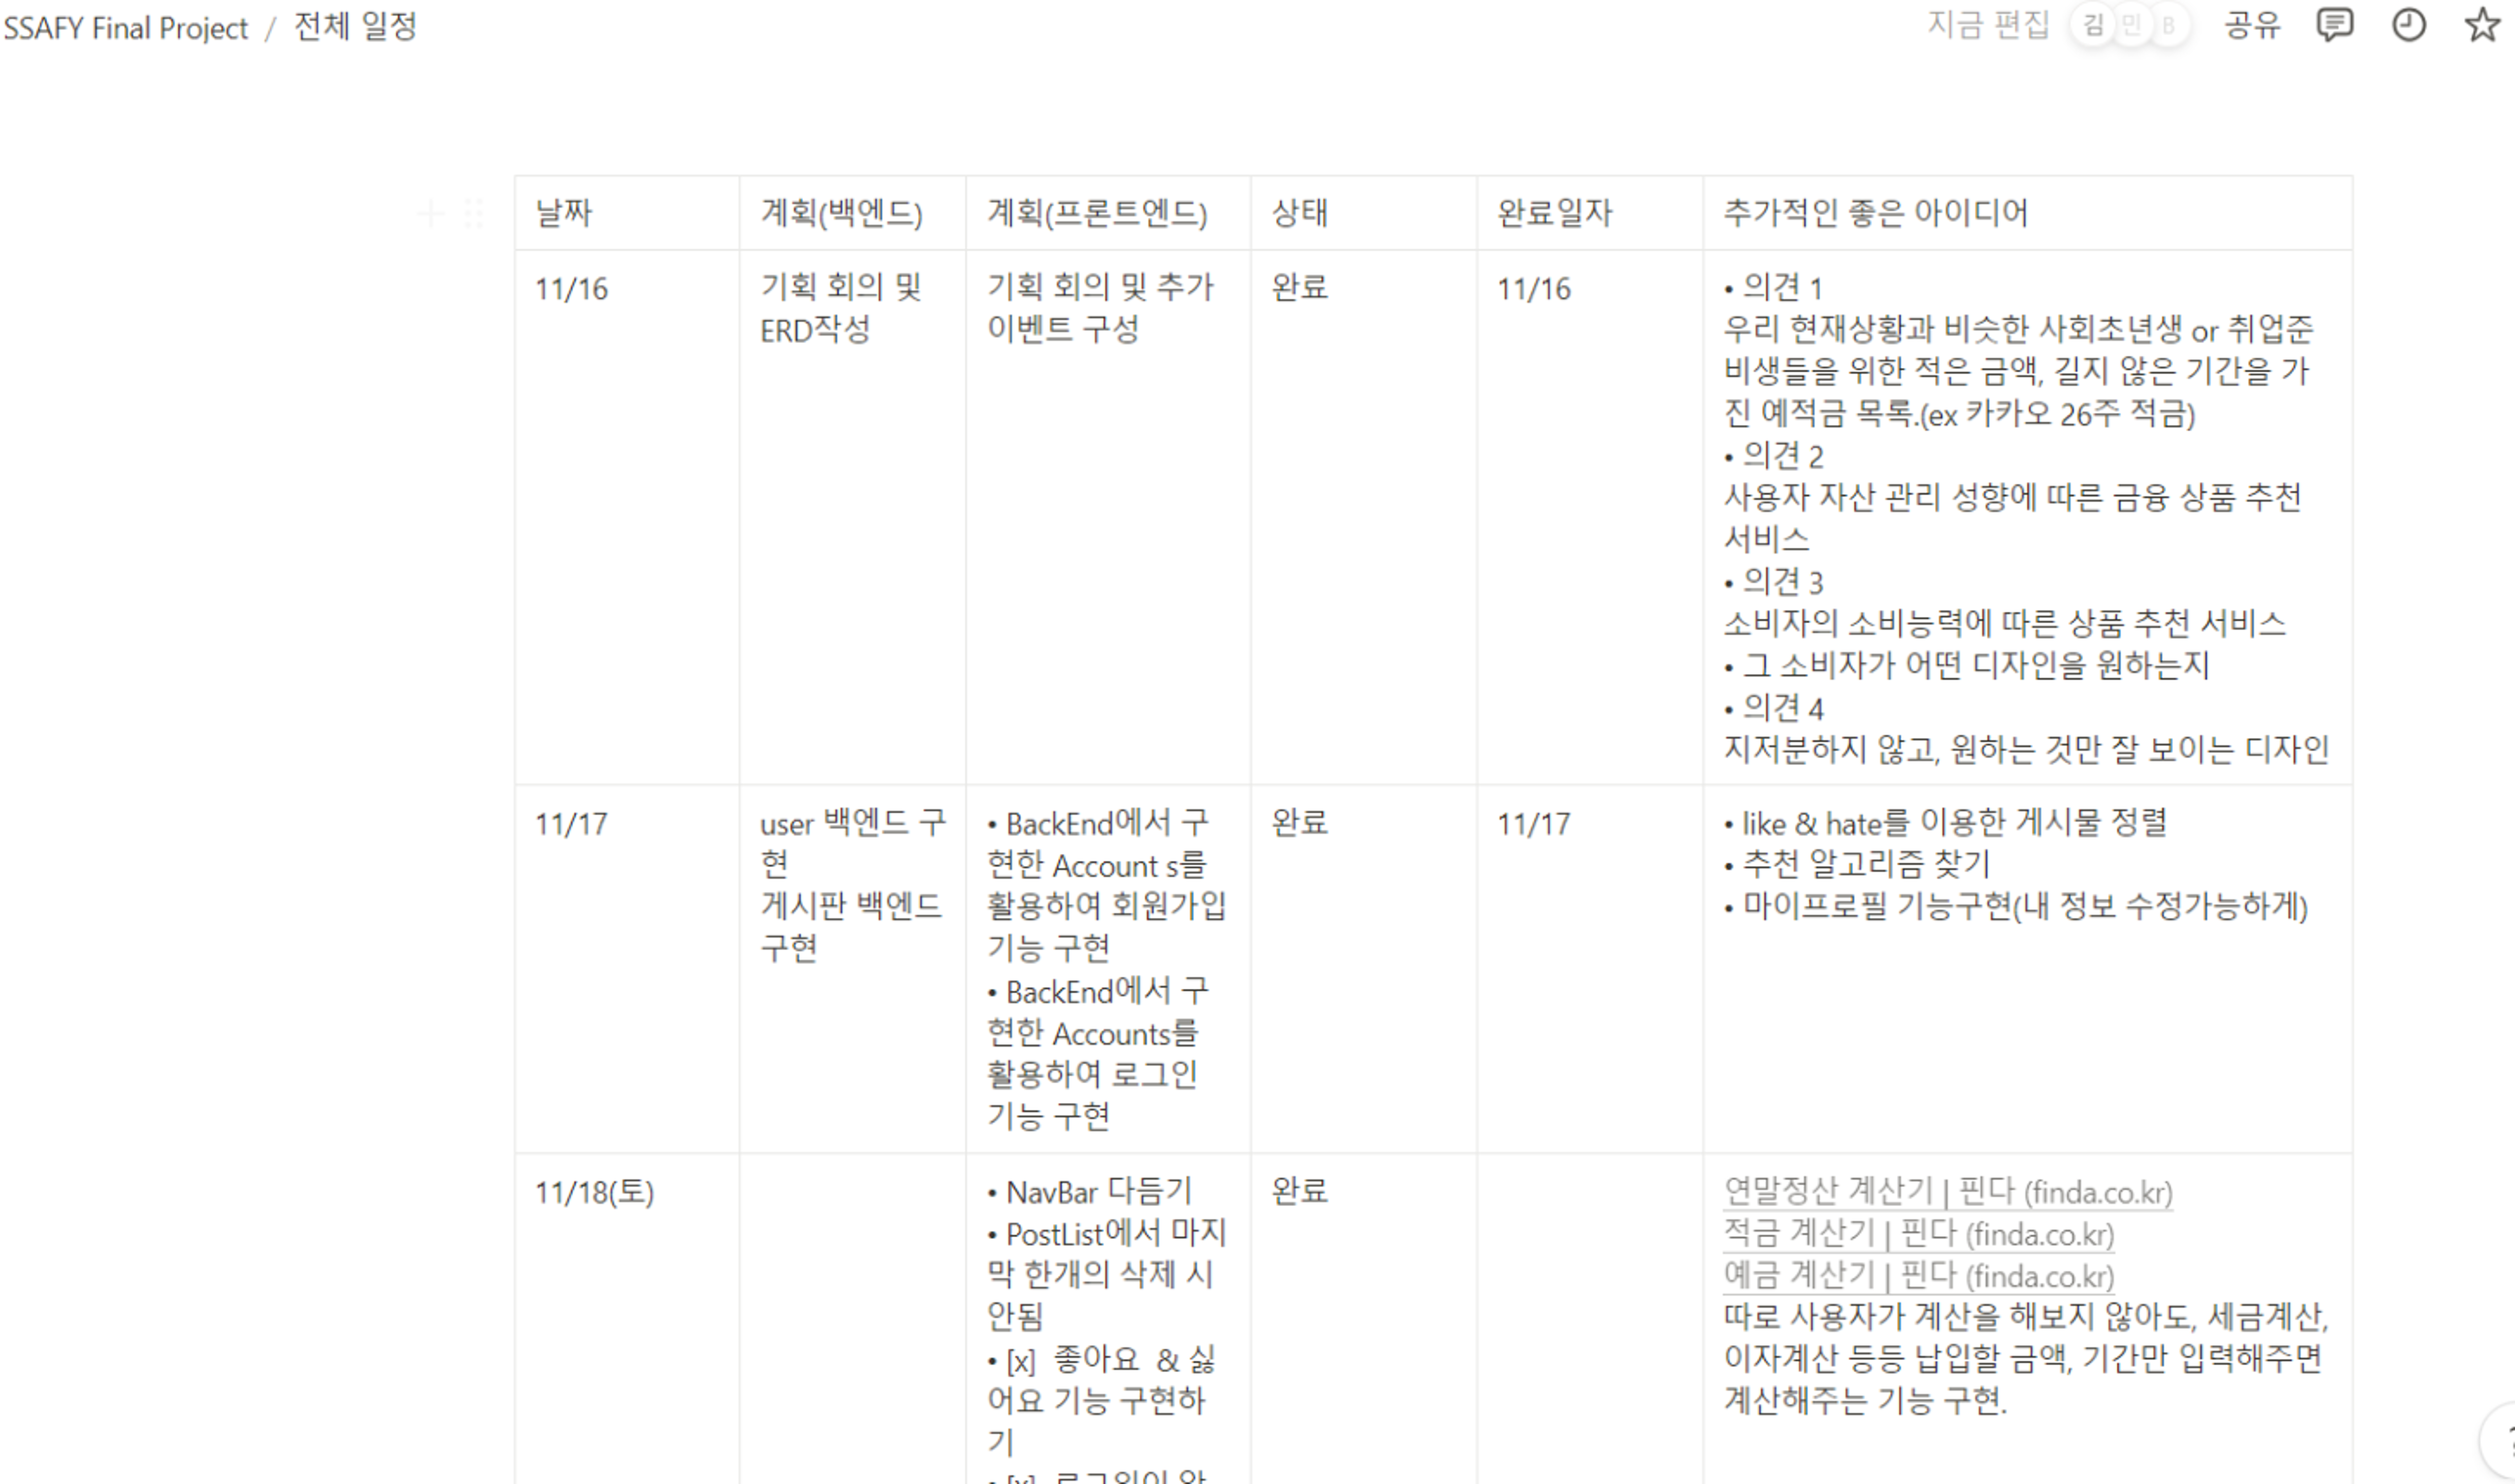 SSAFY Final Project / 전체 일정
지금 편집 김 민 B 공유
날짜
계획(백엔드)
계획(프론트엔드)
상태
완료일자
추가적인 좋은 아이디어
11/16
기획 회의 및
ERD작성
기획 회의 및 추가
이벤트 구성
완료
11/16
• 의견 1
우리 현재상황과 비슷한 사회초년생 or 취업준
비생들을 위한 적은 금액, 길지 않은 기간을 가
진 예적금 목록.(ex 카카오 26주 적금)
• 의견 2
사용자 자산 관리 성향에 따른 금융 상품 추천
서비스
• 의견 3
소비자의 소비능력에 따른 상품 추천 서비스
• 그 소비자가 어떤 디자인을 원하는지
• 의견 4
지저분하지 않고, 원하는 것만 잘 보이는 디자인
11/17
user 백엔드 구
현
게시판 백엔드
구현
• BackEnd에서 구
현한 Account s를
활용하여 회원가입
기능 구현
• BackEnd에서 구
현한 Accounts를
활용하여 로그인
기능 구현
완료
11/17
• like & hate를 이용한 게시물 정렬
• 추천 알고리즘 찾기
• 마이프로필 기능구현(내 정보 수정가능하게)
11/18(토)
• NavBar 다듬기
• PostList에서 마지
막 한개의 삭제 시
안됨
• [x] 좋아요 & 싫
어요 기능 구현하
기
완료
연말정산 계산기 | 핀다 (finda.co.kr)
적금 계산기 | 핀다 (finda.co.kr)
예금 계산기 | 핀다 (finda.co.kr)
따로 사용자가 계산을 해보지 않아도, 세금계산,
이자계산 등등 납입할 금액, 기간만 입력해주면
계산해주는 기능 구현.